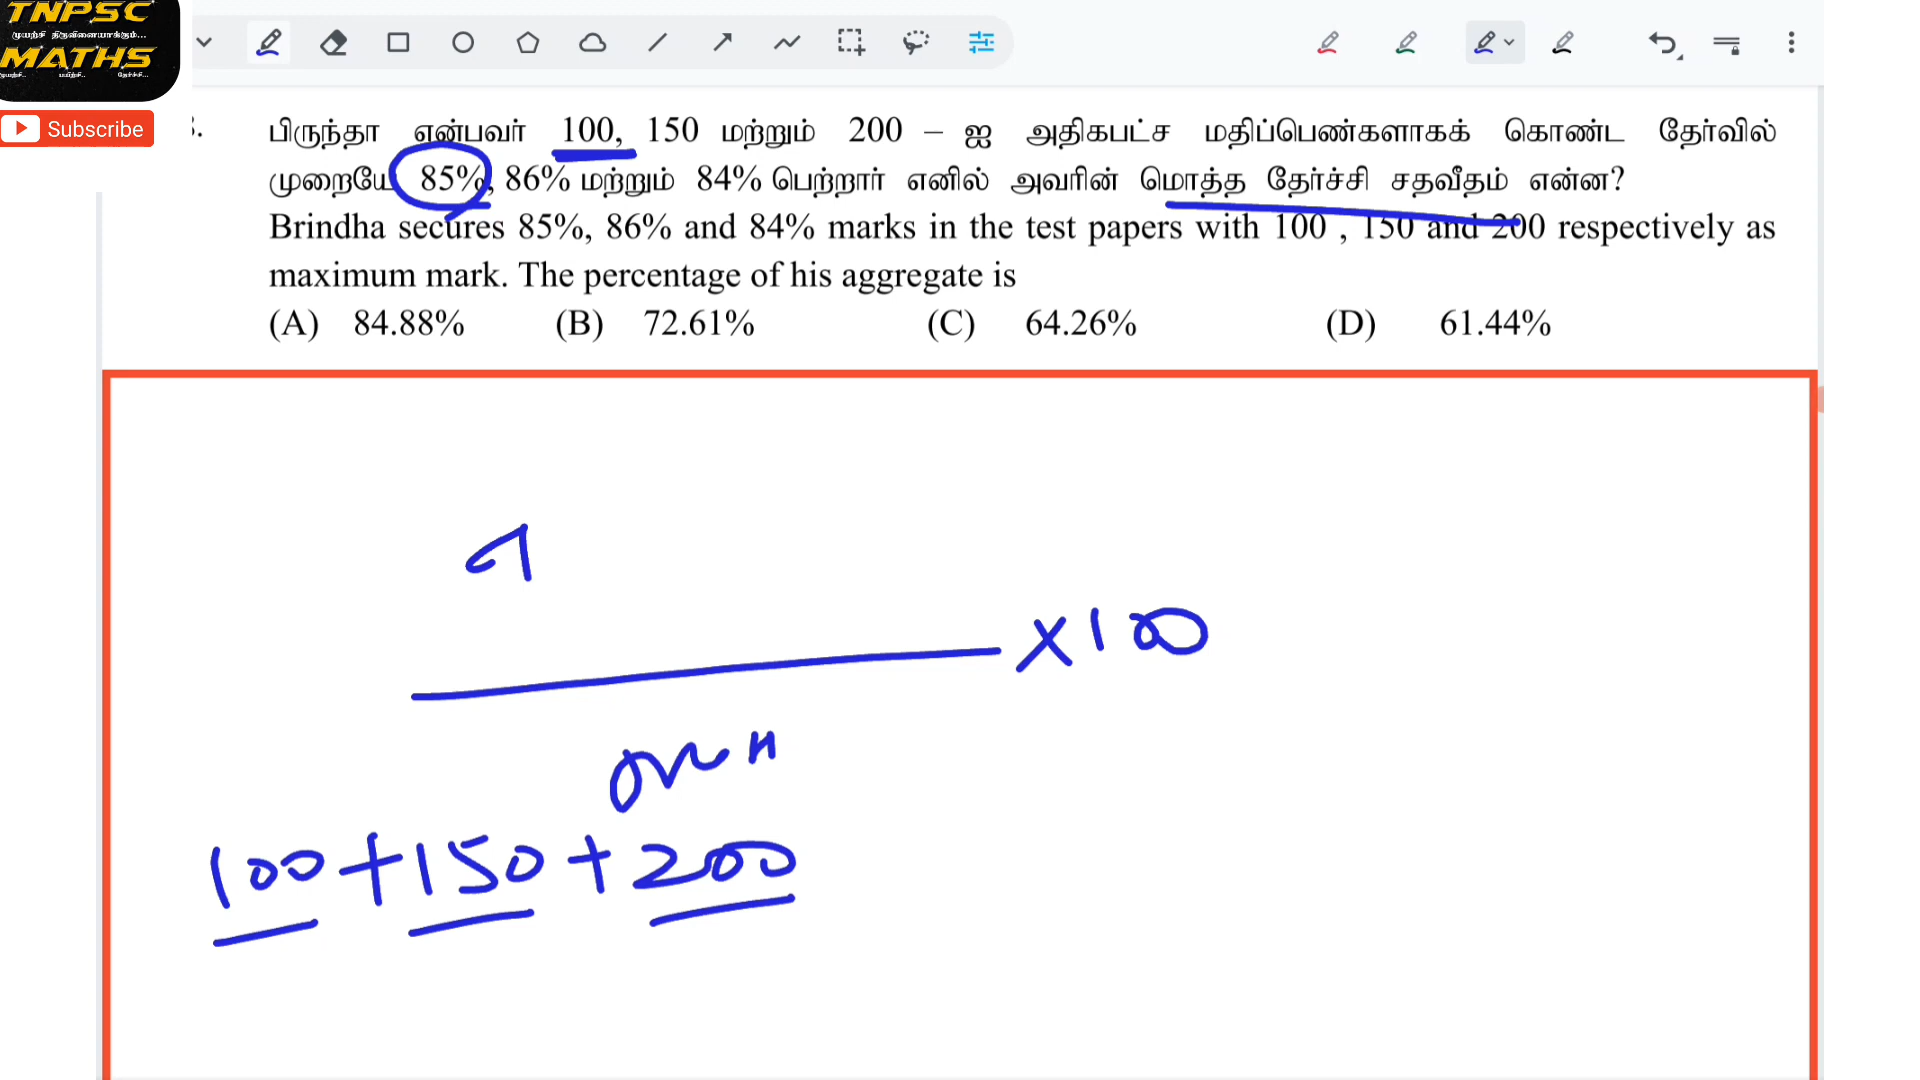 TNPSC
முயற்சி திருவினையாக்கும்...
MATHS
முயற்சி.. பயிற்சி.. தேர்ச்சி...
Subscribe
பிருந்தா என்பவர் 100, 150 மற்றும் 200 – ஐ அதிகபட்ச மதிப்பெண்களாகக் கொண்ட தேர்வில்
முறையே 85%, 86% மற்றும் 84% பெற்றார் எனில் அவரின் மொத்த தேர்ச்சி சதவீதம் என்ன?
Brindha secures 85%, 86% and 84% marks in the test papers with 100 , 150 and 200 respectively as
maximum mark. The percentage of his aggregate is
(A) 84.88% (B) 72.61% (C) 64.26% (D) 61.44%
×100
100+150+200